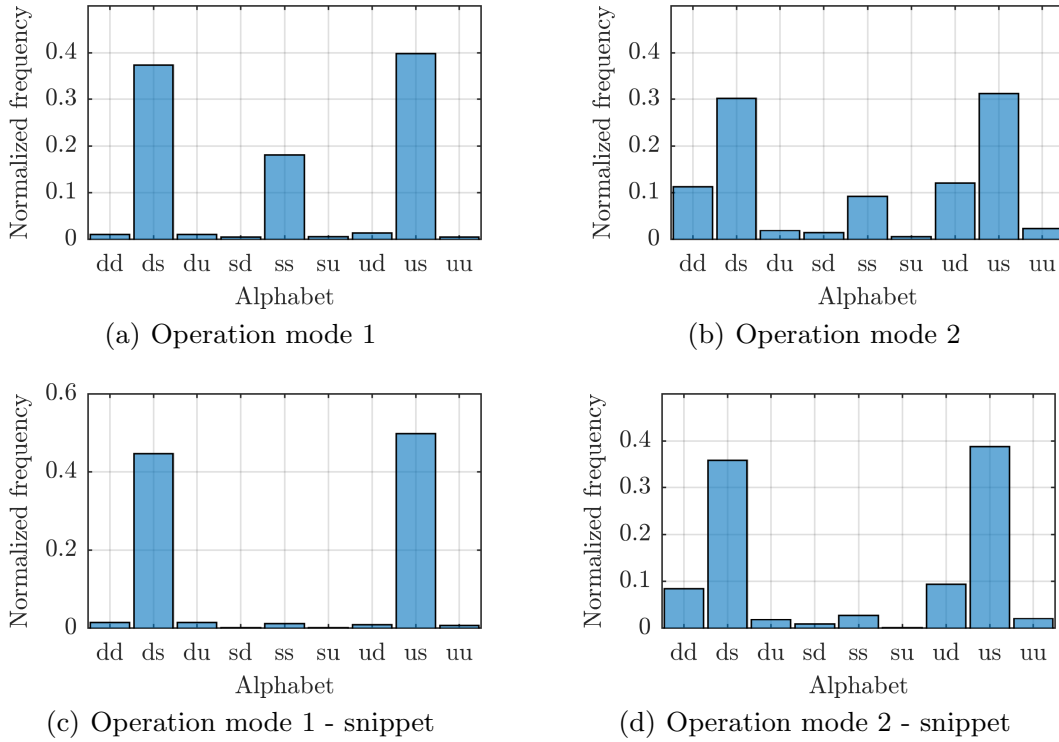 Normalized frequency
0.4
0.3
0.2
0.1
0
dd ds du sd ss su ud us uu
Alphabet
(a) Operation mode 1
Normalized frequency
0.4
0.3
0.2
0.1
0
dd ds du sd ss su ud us uu
Alphabet
(b) Operation mode 2
Normalized frequency
0.6
0.4
0.2
0
dd ds du sd ss su ud us uu
Alphabet
(c) Operation mode 1 - snippet
Normalized frequency
0.4
0.3
0.1
0
dd ds du sd ss su ud us uu
Alphabet
(d) Operation mode 2 - snippet